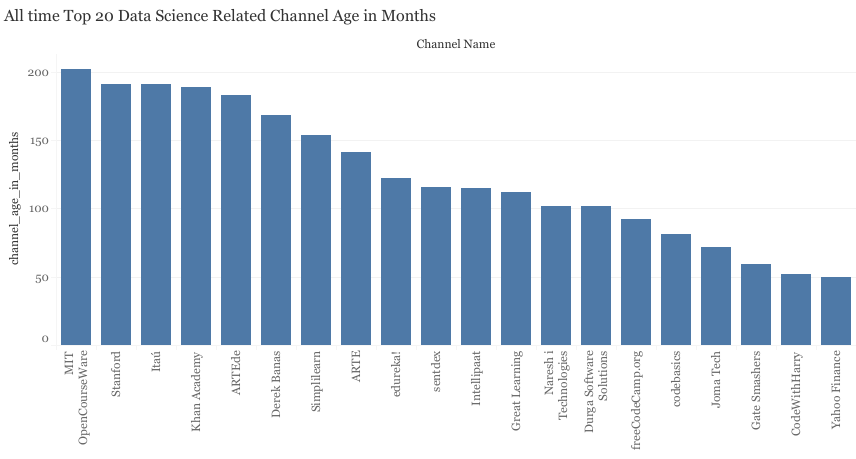 All time Top 20 Data Science Related Channel Age in Months
Channel Name
channel_age_in_months
200
150
100
50
0
MIT
OpenCourseWare
Stanford
Itaú
Khan Academy
ARTEde
Derek Banas
Simplilearn
ARTE
edureka!
sentdex
Intellipaat
Great Learning
Naresh i
Technologies
Durga Software
Solutions
freeCodeCamp.org
codebasics
Joma Tech
Gate Smashers
CodeWithHarry
Yahoo Finance